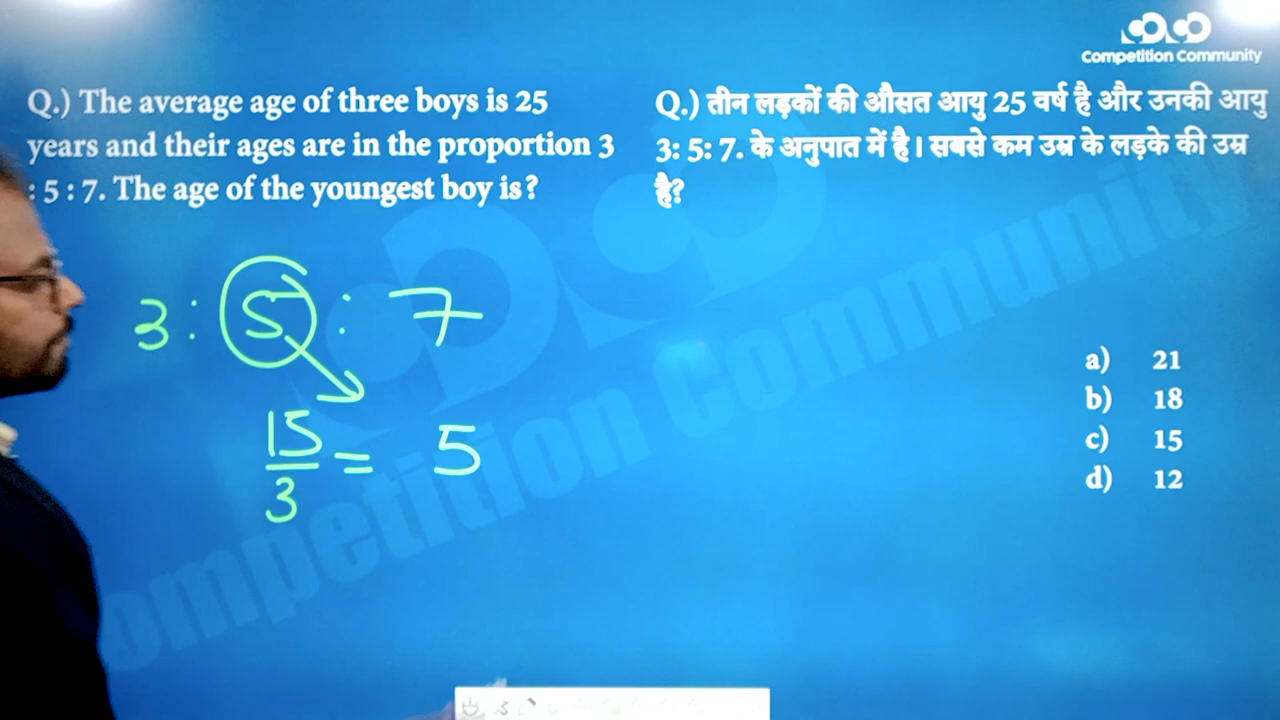 Competition Community
Q.) The average age of three boys is 25
years and their ages are in the proportion 3
: 5 : 7. The age of the youngest boy is?
Q.) तीन लड़कों की औसत आयु 25 वर्ष है और उनकी आयु
3: 5: 7. के अनुपात में है। सबसे कम उम्र के लड़के की उम्र
है?
3 : 5 : 7
15
3
= 5
a) 21
b) 18
c) 15
d) 12
Competition Community